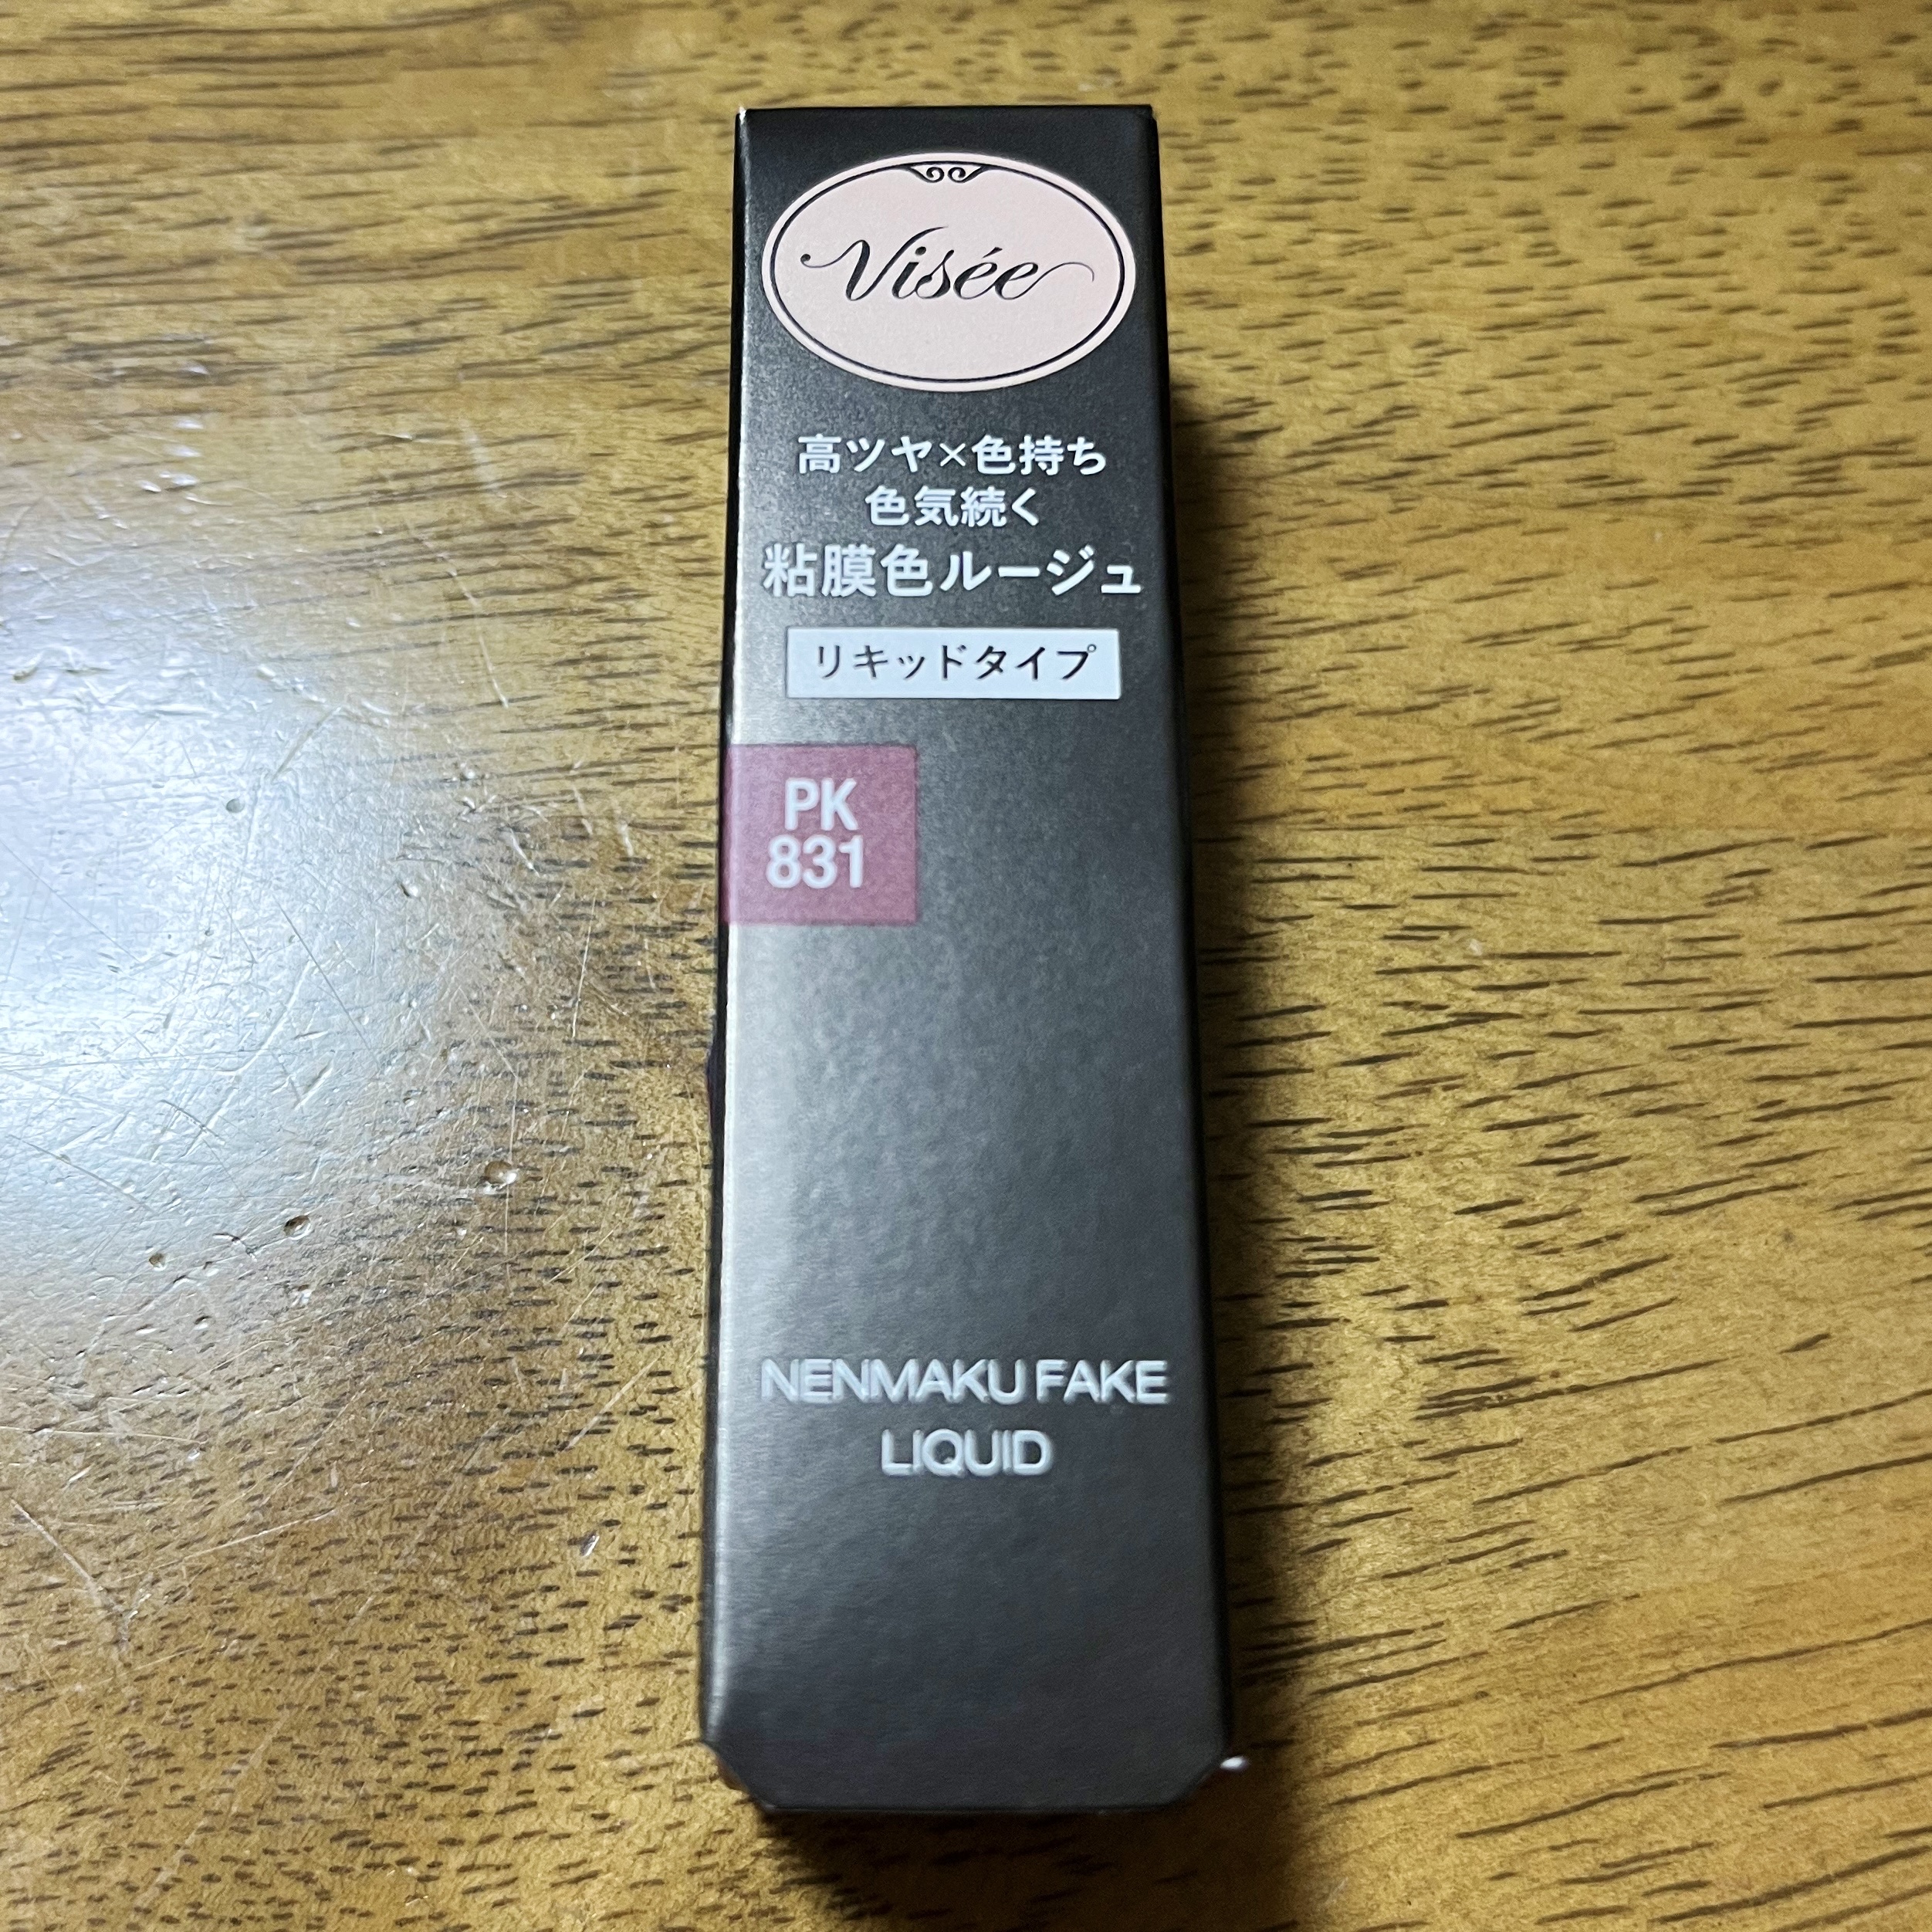 Visée
高ツヤ×色持ち
色気続く
粘膜色ルージュ
リキッドタイプ
PK
831
NENMAKU FAKE
LIQUID